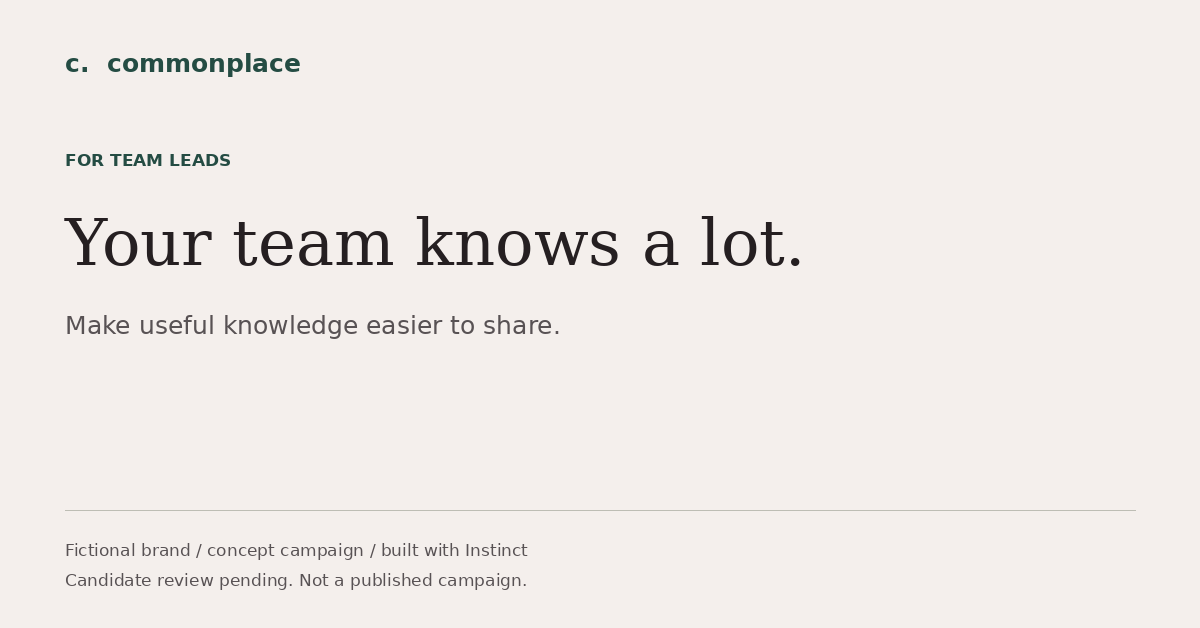 c. commonplace
FOR TEAM LEADS
Your team knows a lot.
Make useful knowledge easier to share.
Fictional brand / concept campaign / built with Instinct
Candidate review pending. Not a published campaign.